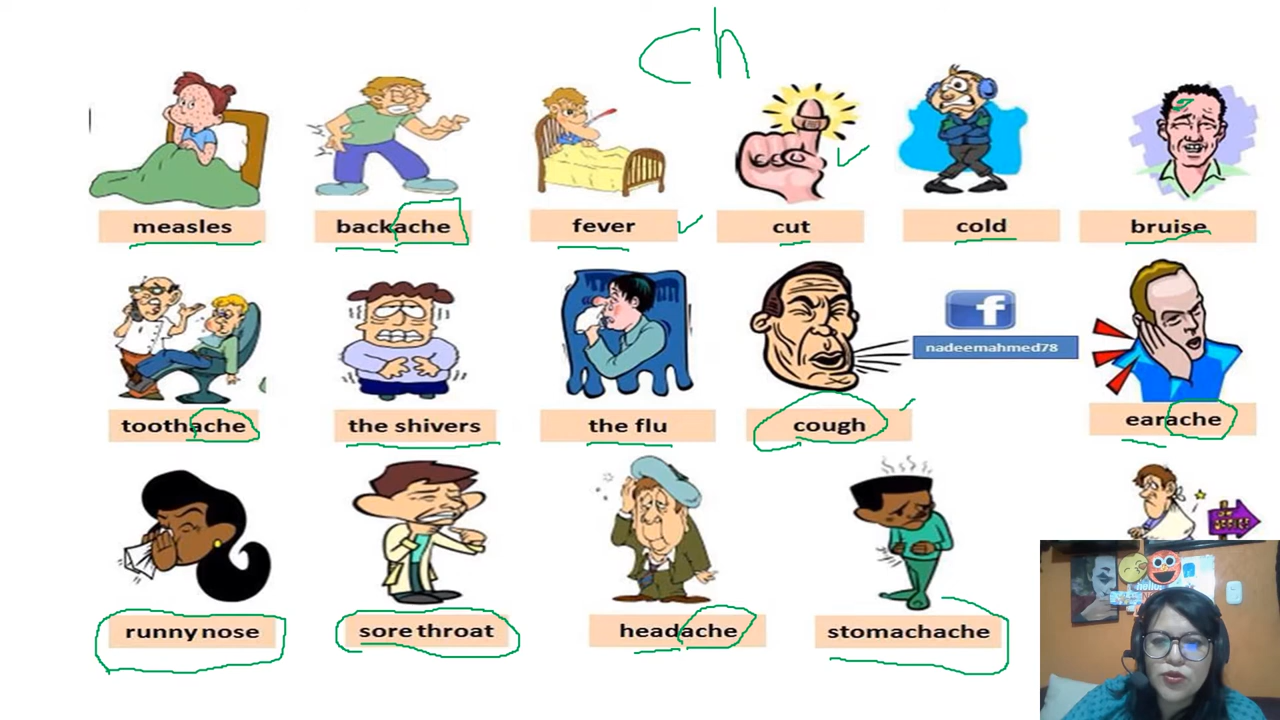 ch
measles
backache
fever
cut
cold
bruise
f
nadeemahmed78
toothache
the shivers
the flu
cough
earache
runny nose
sore throat
headache
stomachache